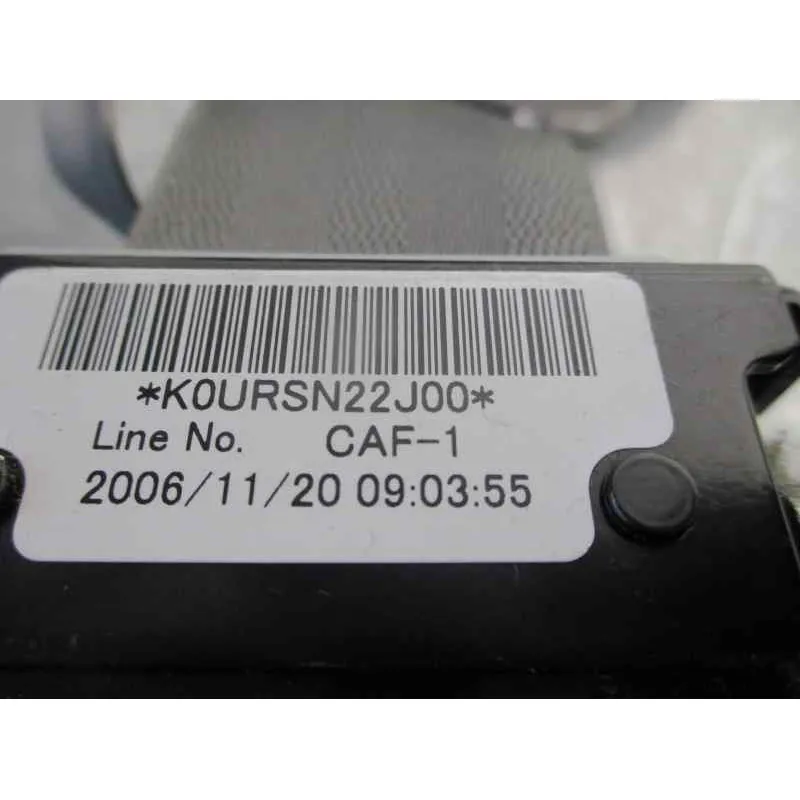 *K0URSN22J00*
Line No. CAF-1
2006/11/20 09:03:55